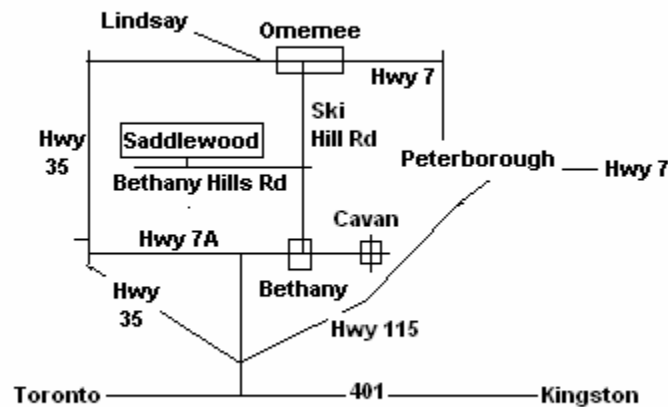 Lindsay
Omemee
Hwy 7
Hwy
35
Ski
Hill Rd
Saddlewood
Bethany Hills Rd
Peterborough
Hwy 7
Cavan
Hwy 7A
Bethany
Hwy
35
Hwy 115
Toronto
401
Kingston